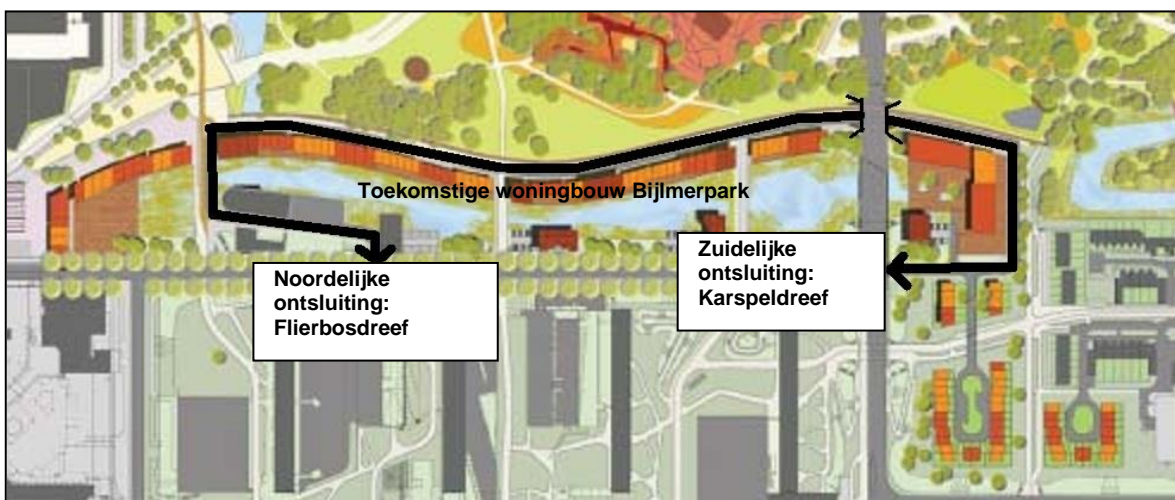 Toekomstige woningbouw Bijlmerpark
Noordelijke
ontsluiting:
Flierbosdreef
Zuidelijke
ontsluiting:
Karspeldreef